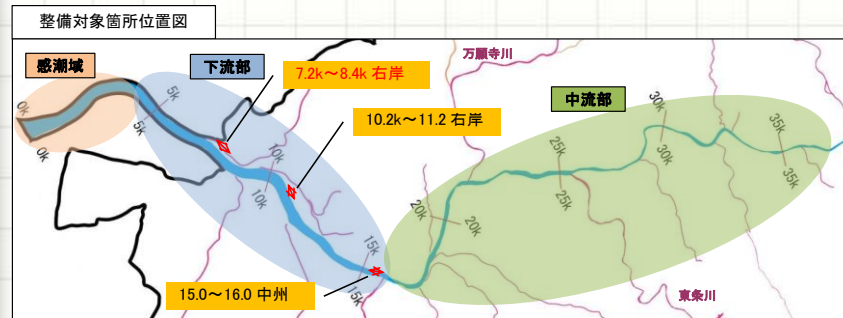 整備対象箇所位置図
感潮域
下流部
7.2k～8.4k 右岸
万願寺川
10.2k～11.2 右岸
中流部
0k
0k
5k
5k
10k
10k
15k
15k
20k
20k
25k
25k
30k
30k
35k
35k
15.0～16.0 中州
東条川